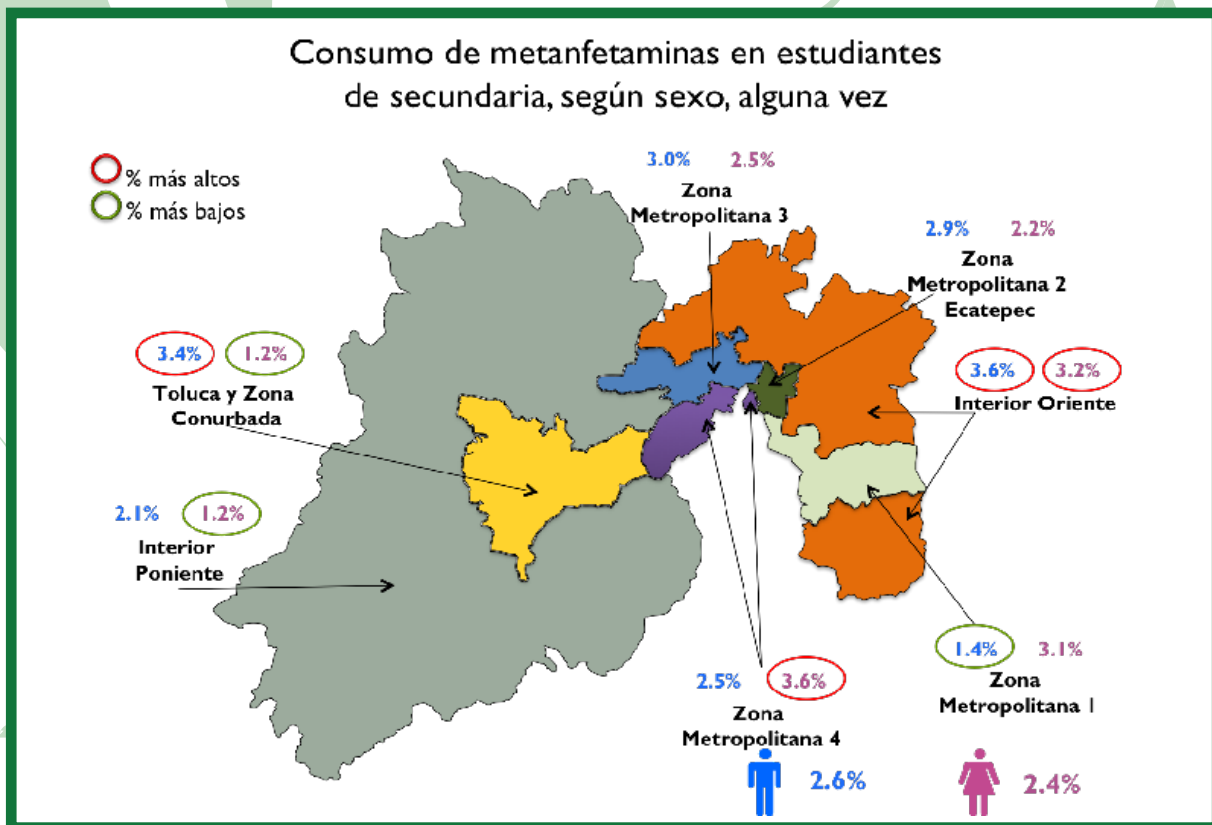 Consumo de metanfetaminas en estudiantes
de secundaria, según sexo, alguna vez
% más altos
% más bajos
3.0% 2.5%
Zona
Metropolitana 3
2.9% 2.2%
Zona
Metropolitana 2
Ecatepec
3.4% 1.2%
Toluca y Zona
Conurbada
3.6% 3.2%
Interior Oriente
2.1% 1.2%
Interior
Poniente
1.4% 3.1%
Zona
Metropolitana 1
2.5% 3.6%
Zona
Metropolitana 4
2.6%
2.4%